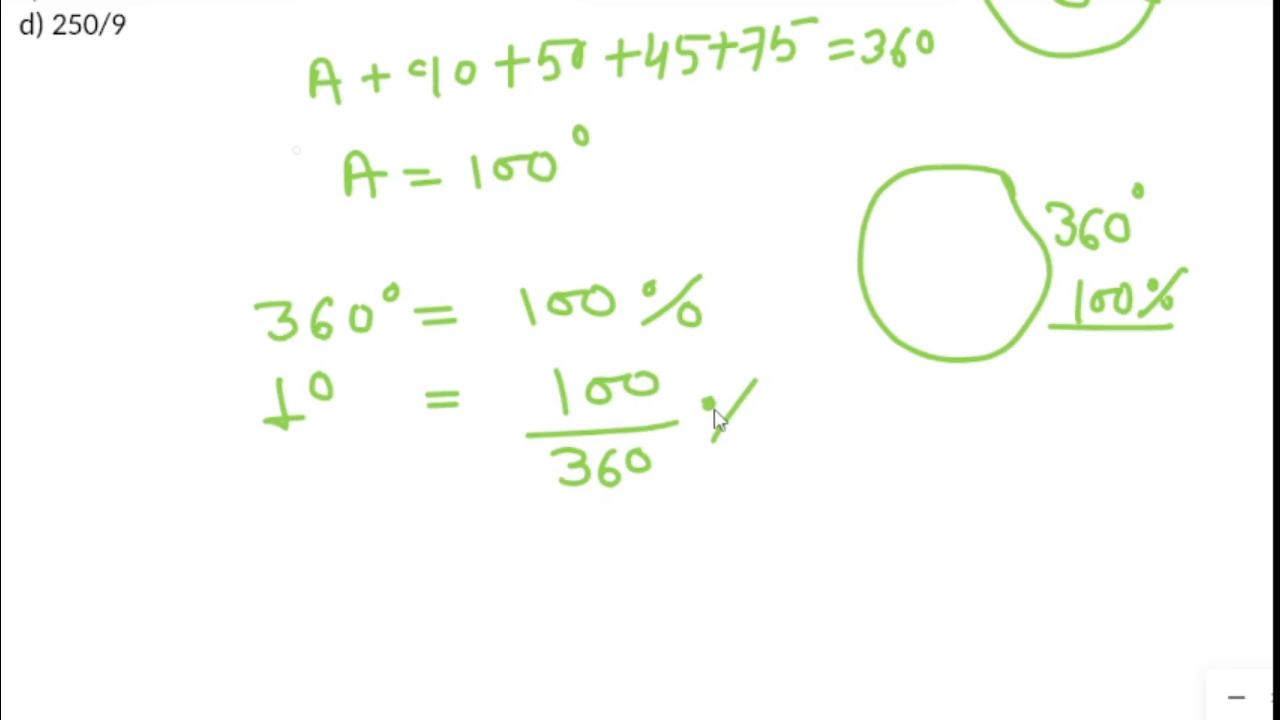 d) 250/9
A + 90 + 50 + 45 + 75 = 360
A = 100°
360°
100%
360° = 100%
1° = 100/360 %